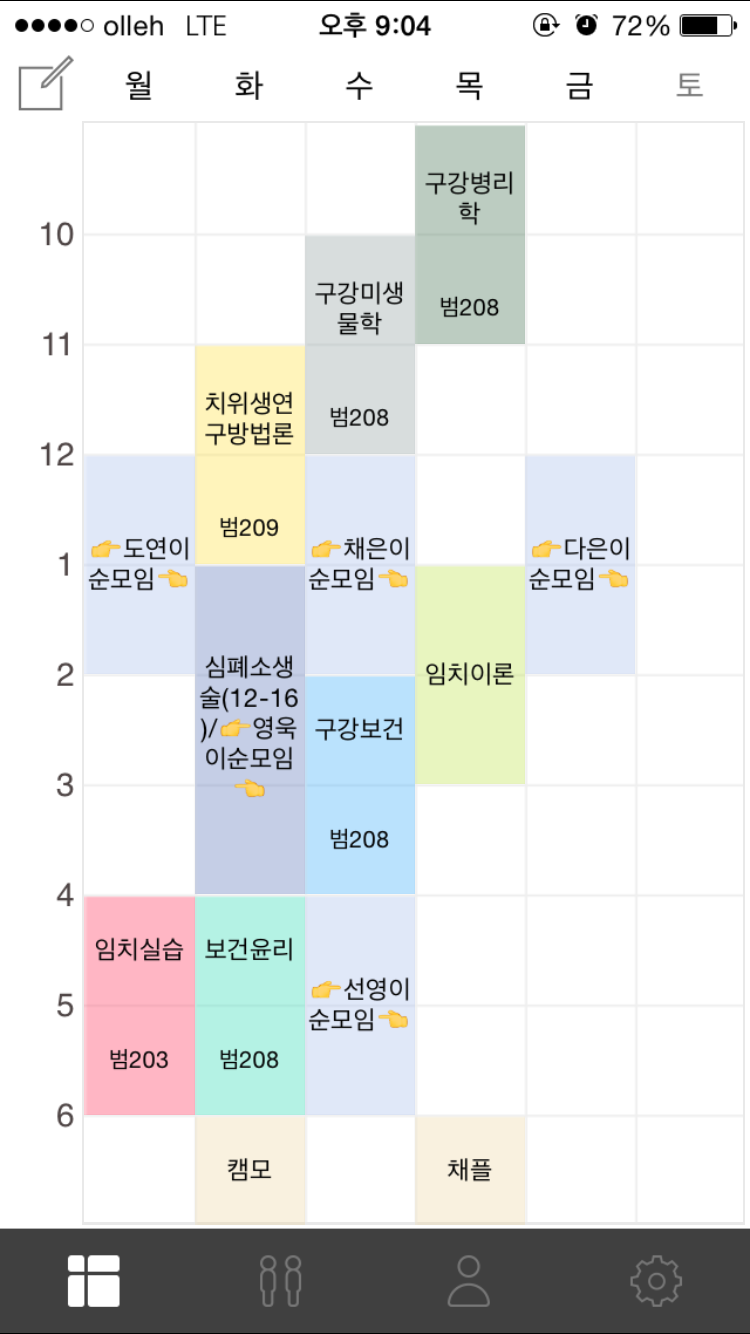 olleh LTE 오후 9:04 72%
월 화 수 목 금 토
구강병리
학
범208
10
구강미생
물학
범208
11
치위생연
구방법론
범209
12
👉도연이
순모임👈
👉채은이
순모임👈
👉다은이
순모임👈
1
심폐소생
술(12-16
)/👉영욱
이순모임
👈
임치이론
2
구강보건
범208
3
4
임치실습
범203
보건윤리
범208
👉선영이
순모임👈
5
6
캠모
채플